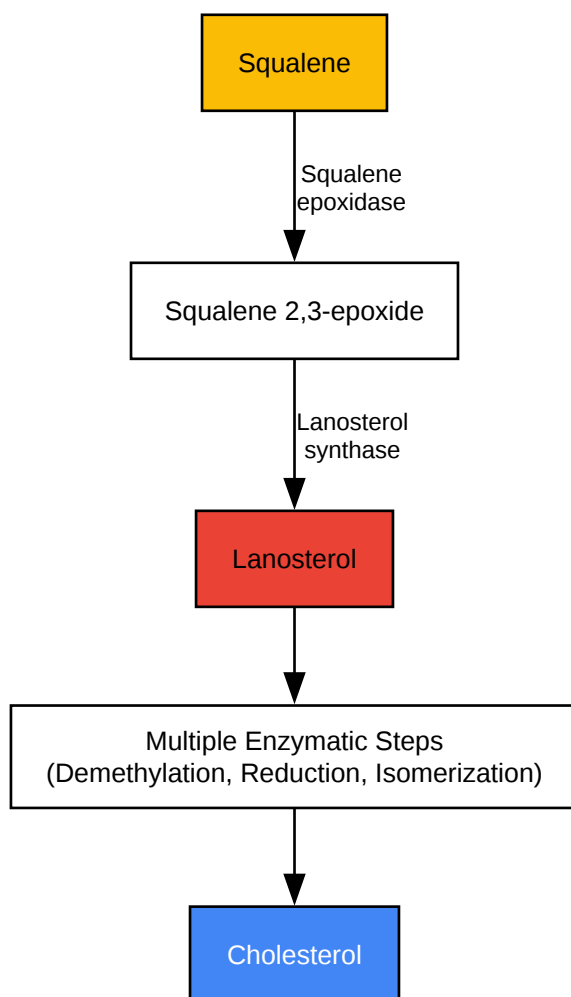 Squalene
Squalene
epoxidase
Squalene 2,3-epoxide
Lanosterol
synthase
Lanosterol
Multiple Enzymatic Steps
(Demethylation, Reduction, Isomerization)
Cholesterol